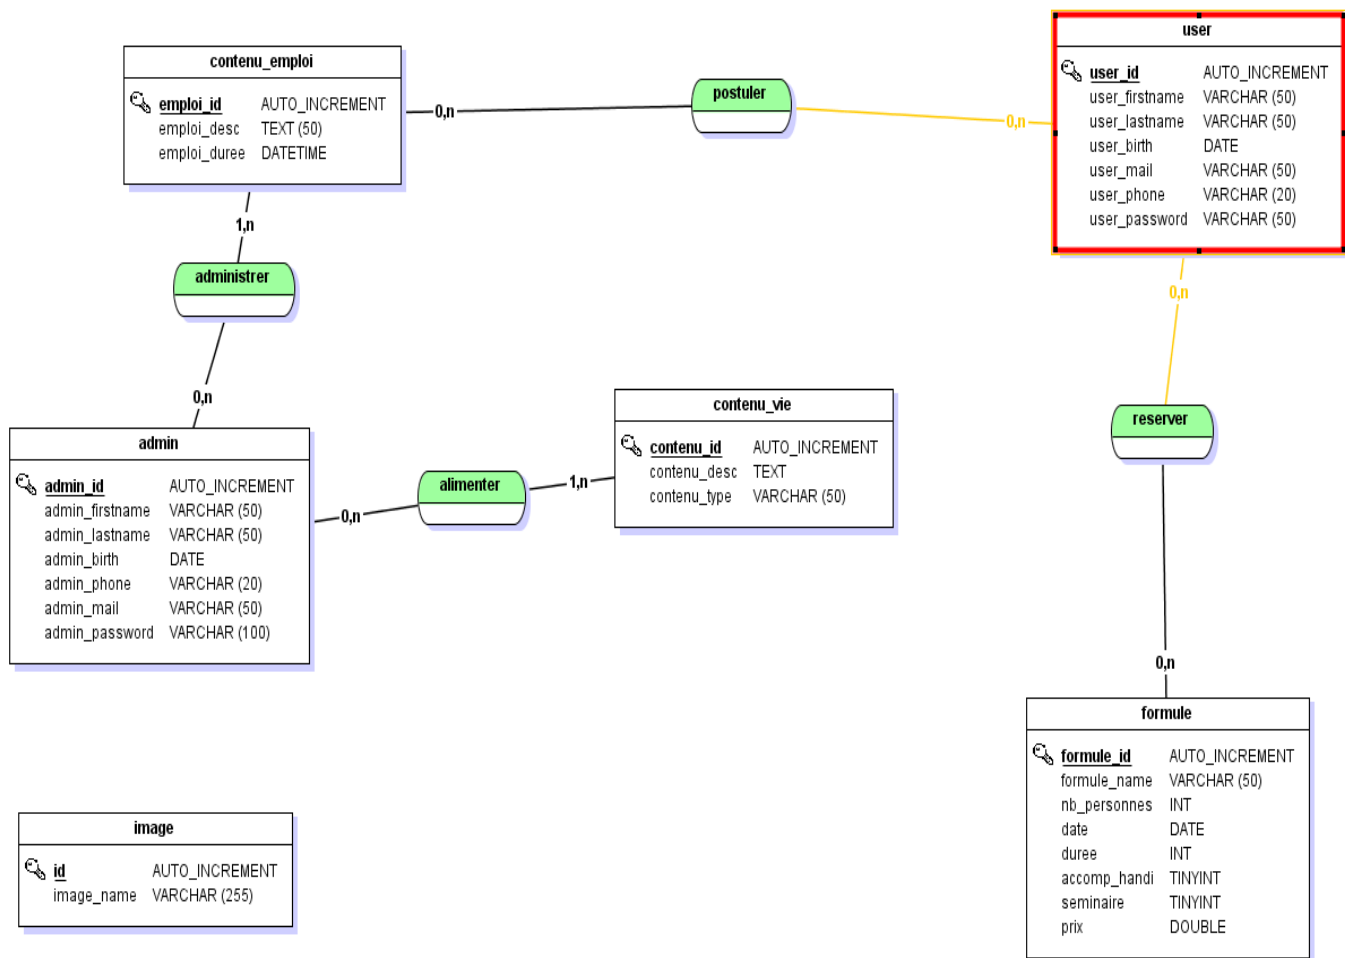 contenu_emploi
emploi_id AUTO_INCREMENT
emploi_desc TEXT (50)
emploi_duree DATETIME
0,n
postuler
0,n
user
user_id AUTO_INCREMENT
user_firstname VARCHAR (50)
user_lastname VARCHAR (50)
user_birth DATE
user_mail VARCHAR (50)
user_phone VARCHAR (20)
user_password VARCHAR (50)
1,n
administrer
0,n
0,n
reserver
0,n
admin
admin_id AUTO_INCREMENT
admin_firstname VARCHAR (50)
admin_lastname VARCHAR (50)
admin_birth DATE
admin_phone VARCHAR (20)
admin_mail VARCHAR (50)
admin_password VARCHAR (100)
0,n
alimenter
1,n
contenu_vie
contenu_id AUTO_INCREMENT
contenu_desc TEXT
contenu_type VARCHAR (50)
formule
formule_id AUTO_INCREMENT
formule_name VARCHAR (50)
nb_personnes INT
date DATE
duree INT
accomp_handi TINYINT
seminaire TINYINT
prix DOUBLE
image
id AUTO_INCREMENT
image_name VARCHAR (255)